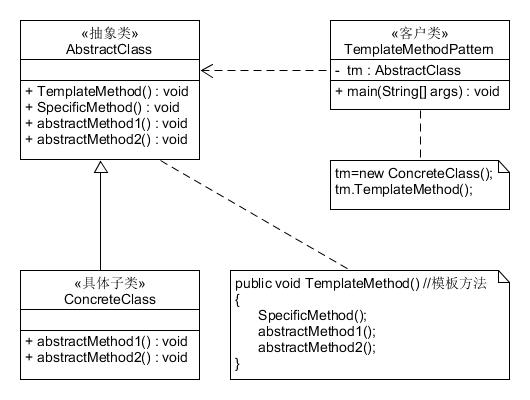 «抽象类»
AbstractClass
+ TemplateMethod() : void
+ SpecificMethod() : void
+ abstractMethod1() : void
+ abstractMethod2() : void
«客户类»
TemplateMethodPattern
- tm : AbstractClass
+ main(String[] args) : void
tm=new ConcreteClass();
tm.TemplateMethod();
«具体子类»
ConcreteClass
+ abstractMethod1() : void
+ abstractMethod2() : void
public void TemplateMethod() //模板方法
{
SpecificMethod();
abstractMethod1();
abstractMethod2();
}